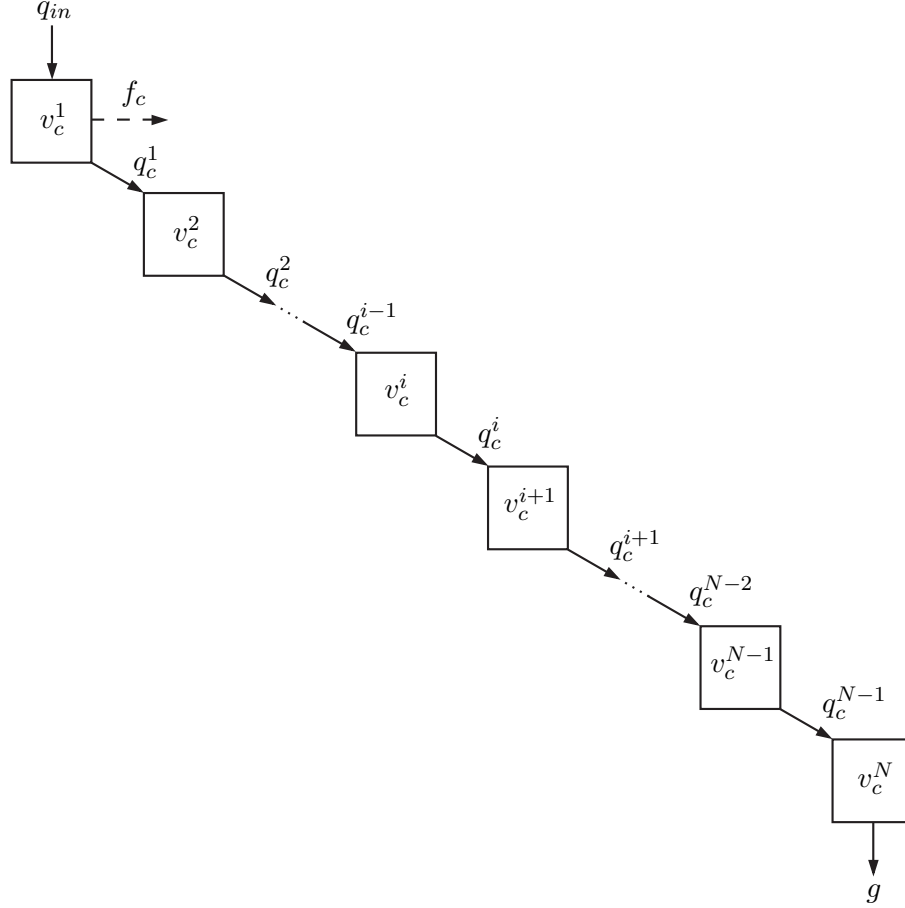 q_{in}
v_c^1
f_c
q_c^1
v_c^2
q_c^2
q_c^{i-1}
v_c^i
q_c^i
v_c^{i+1}
q_c^{i+1}
q_c^{N-2}
v_c^{N-1}
q_c^{N-1}
v_c^N
g